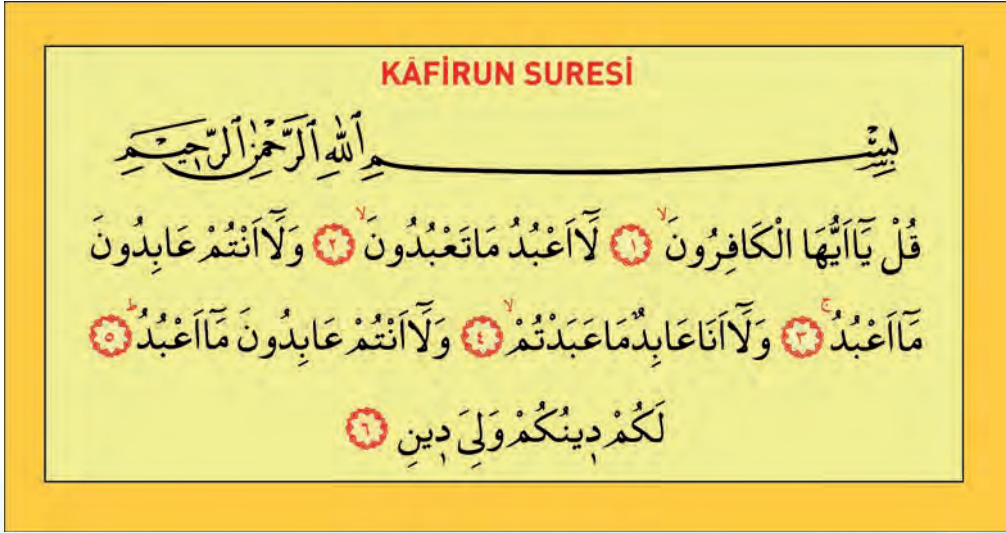 KÂFİRUN SURESİ
بِسْمِ اللّٰهِ الرَّحْمٰنِ الرَّحٖيمِ
قُلْ يَٓا اَيُّهَا الْكَافِرُونَۙ ﴿١﴾ لَٓا اَعْبُدُ مَا تَعْبُدُونَۙ ﴿٢﴾ وَلَٓا اَنْتُمْ عَابِدُونَ
مَٓا اَعْبُدُۚ ﴿٣﴾ وَلَٓا اَنَا عَابِدٌ مَا عَبَدْتُمْۙ ﴿٤﴾ وَلَٓا اَنْتُمْ عَابِدُونَ مَٓا اَعْبُدُۜ ﴿٥﴾
لَكُمْ دٖينُكُمْ وَلِيَ دٖينِ ﴿٦﴾